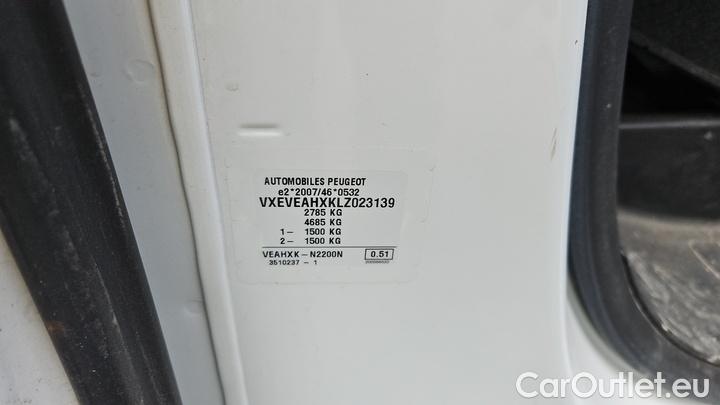 AUTOMOBILES PEUGEOT
e2*2007/46*0532
VXEVEAHXKLZ023139
2785 KG
4685 KG
1- 1500 KG
2- 1500 KG
VEAHXK-N2200N 0.51
3510237-1
CarOutlet.eu